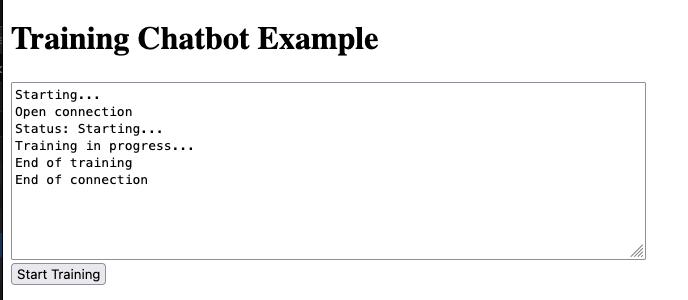 Training Chatbot Example
Starting...
Open connection
Status: Starting...
Training in progress...
End of training
End of connection
Start Training